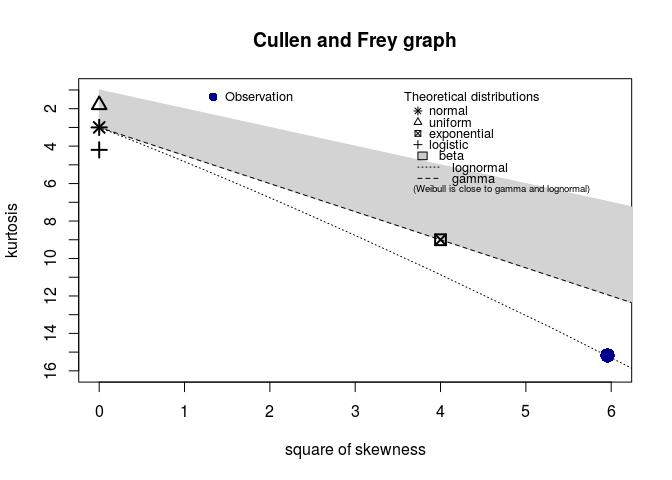 Cullen and Frey graph
Observation
Theoretical distributions
normal
uniform
exponential
logistic
beta
lognormal
gamma
(Weibull is close to gamma and lognormal)
kurtosis
2
4
6
8
10
12
14
16
0 1 2 3 4 5 6
square of skewness